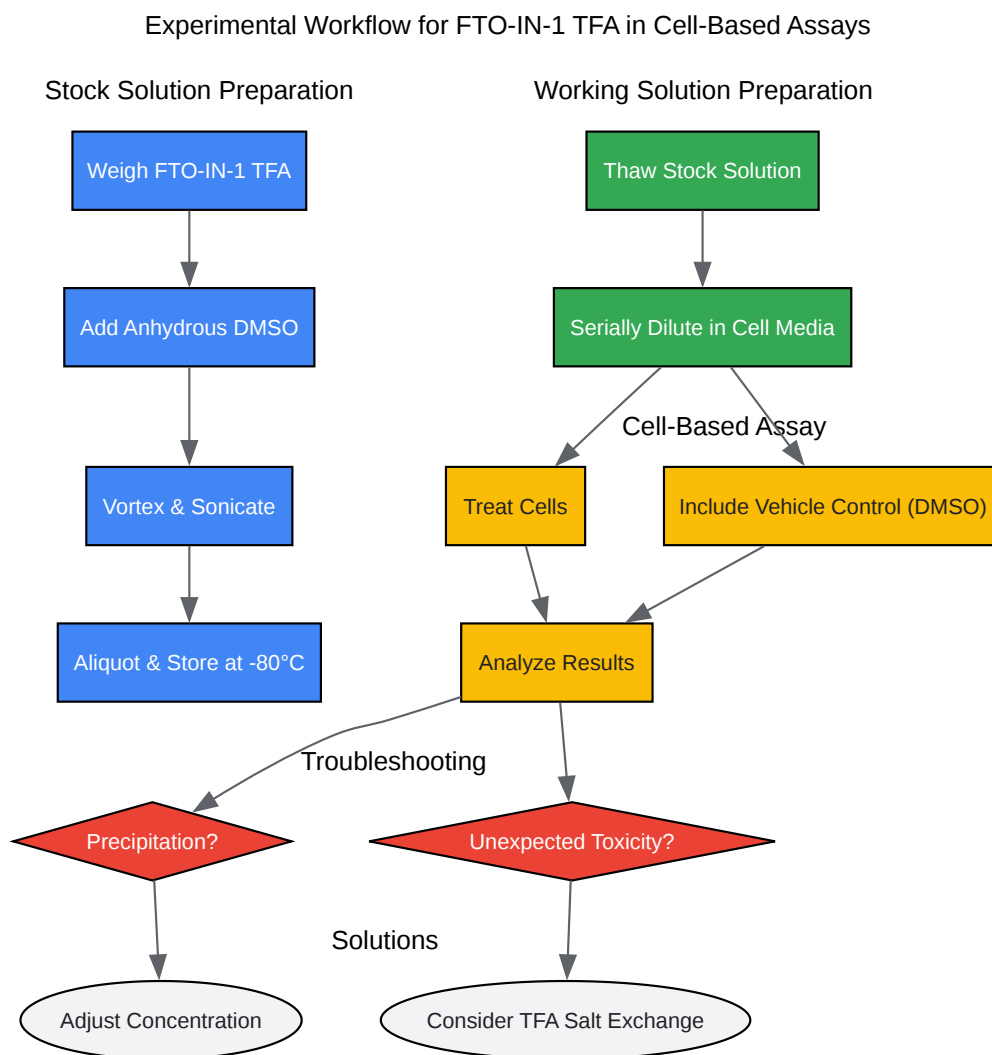 Experimental Workflow for FTO-IN-1 TFA in Cell-Based Assays
Stock Solution Preparation
Weigh FTO-IN-1 TFA
Add Anhydrous DMSO
Vortex & Sonicate
Aliquot & Store at -80°C
Working Solution Preparation
Thaw Stock Solution
Serially Dilute in Cell Media
Cell-Based Assay
Treat Cells
Include Vehicle Control (DMSO)
Analyze Results
Troubleshooting
Precipitation?
Unexpected Toxicity?
Solutions
Adjust Concentration
Consider TFA Salt Exchange